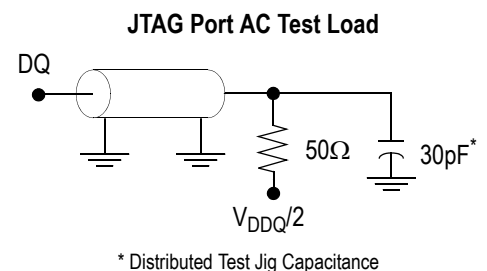 JTAG Port AC Test Load
DQ
50Ω
30pF*
VDDQ/2
* Distributed Test Jig Capacitance